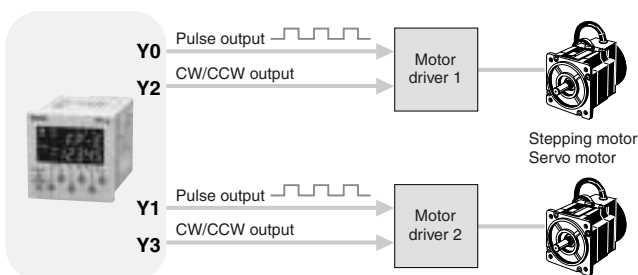 Y0
Pulse output
Y2
CW/CCW output
Motor
driver 1
Stepping motor
Servo motor
Y1
Pulse output
Y3
CW/CCW output
Motor
driver 2